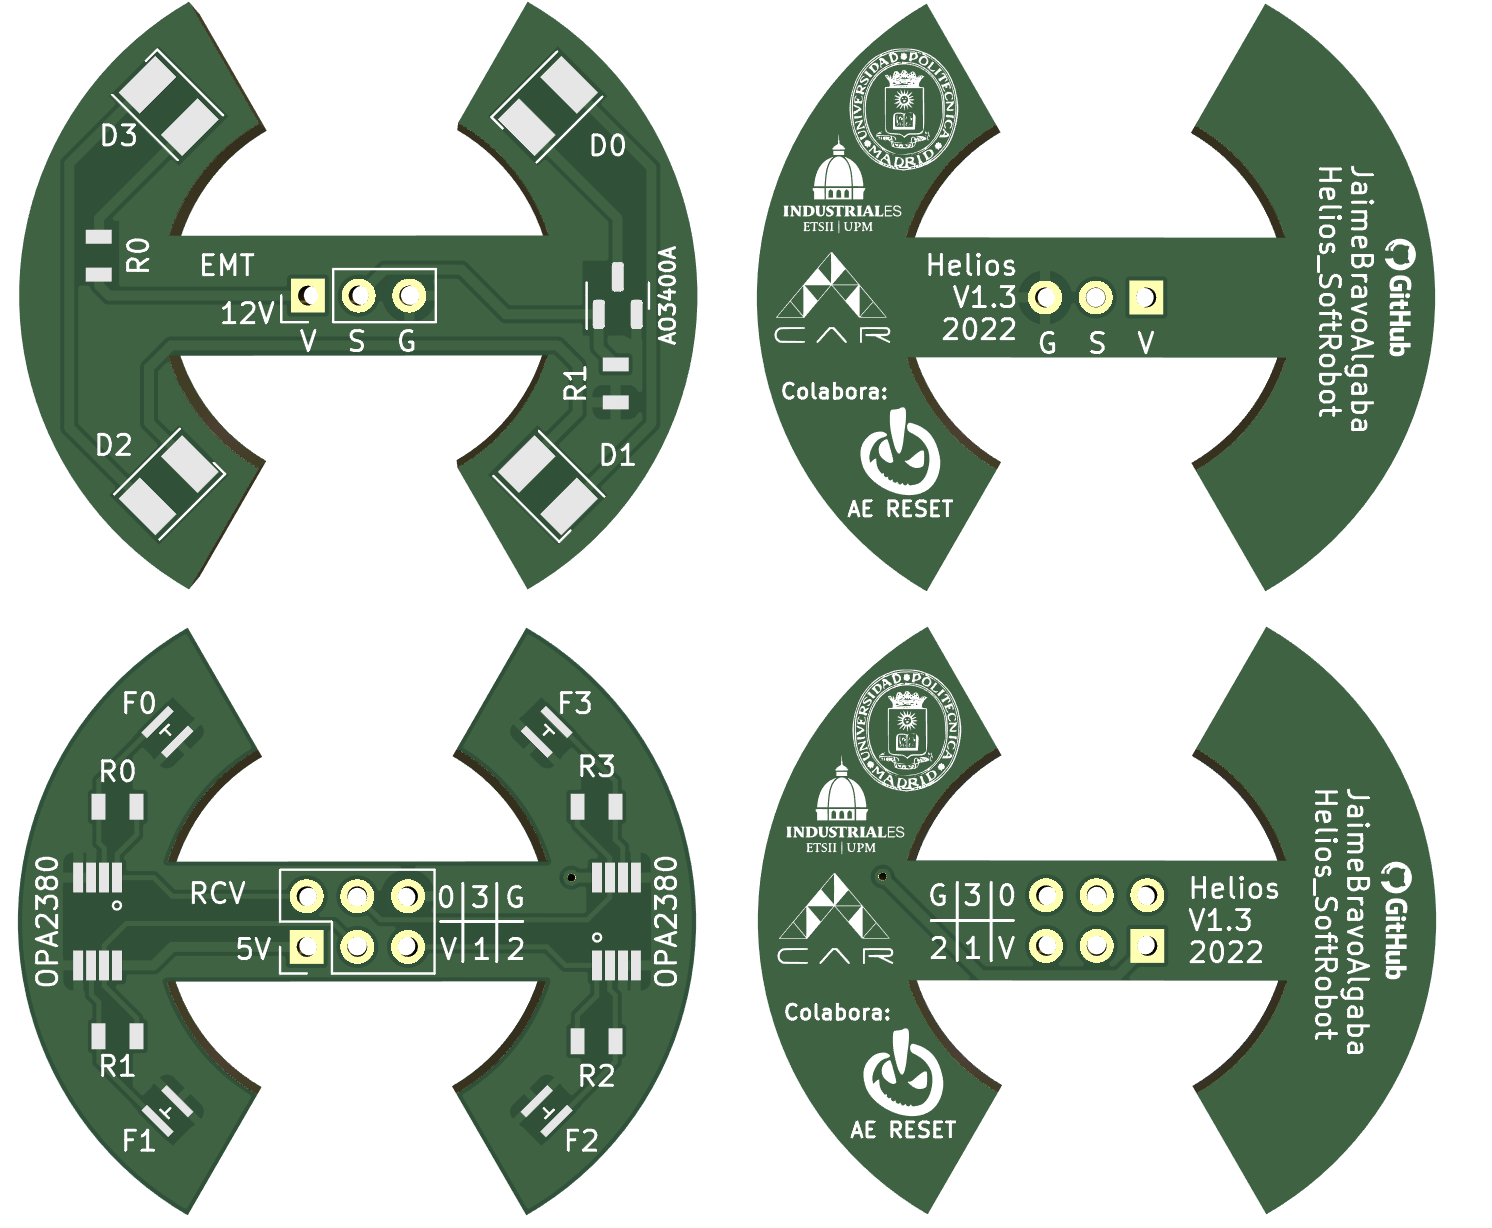 D3
D0
R0
EMT
12V
V S G
AO3400A
R1
D2
D1
UNIVERSIDAD POLITECNICA
MADRID
INDUSTRIALES
ETSII | UPM
CAR
Helios
V1.3
2022
G S V
Colabora:
AE RESET
JaimeBravoAlgaba
Helios_SoftRobot
GitHub
F0
F3
R0
R3
OPA2380
RCV
5V
0 3 G
V 1 2
OPA2380
R1
R2
F1
F2
UNIVERSIDAD POLITECNICA
MADRID
INDUSTRIALES
ETSII | UPM
CAR
G 3 0
2 1 V
Helios
V1.3
2022
Colabora:
AE RESET
JaimeBravoAlgaba
Helios_SoftRobot
GitHub